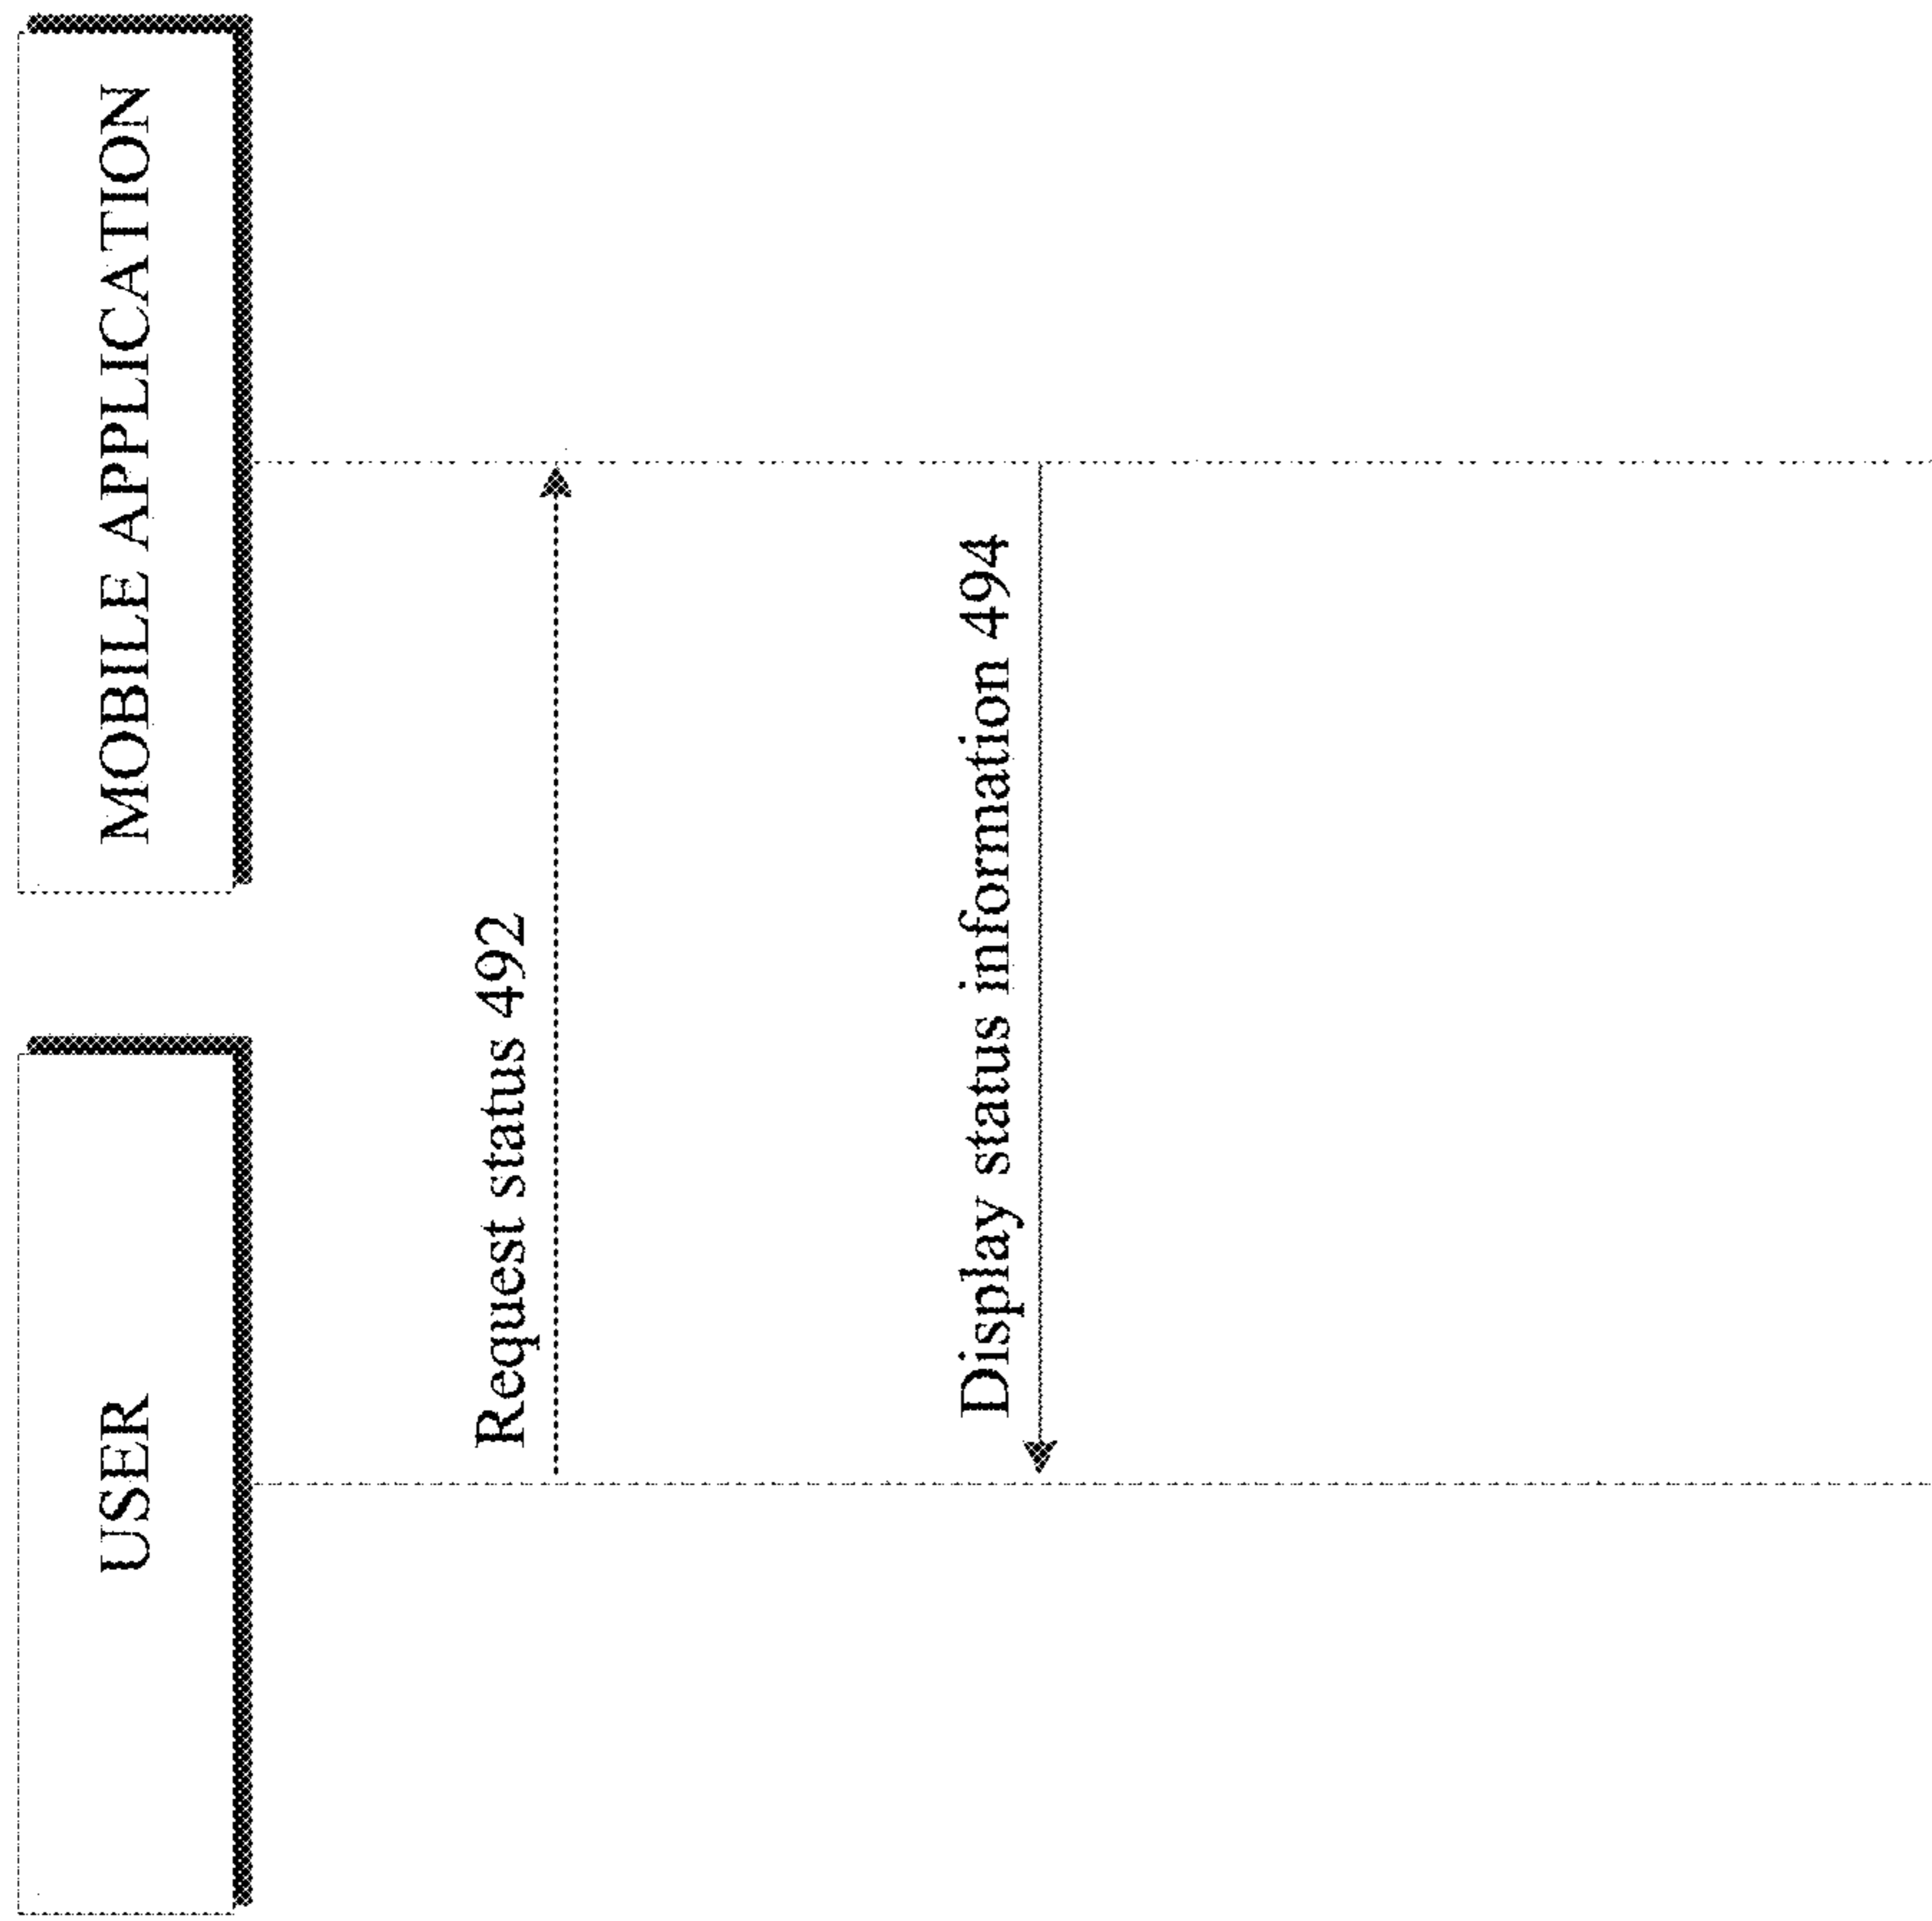 USER
MOBILE APPLICATION
Request status 492
Display status information 494